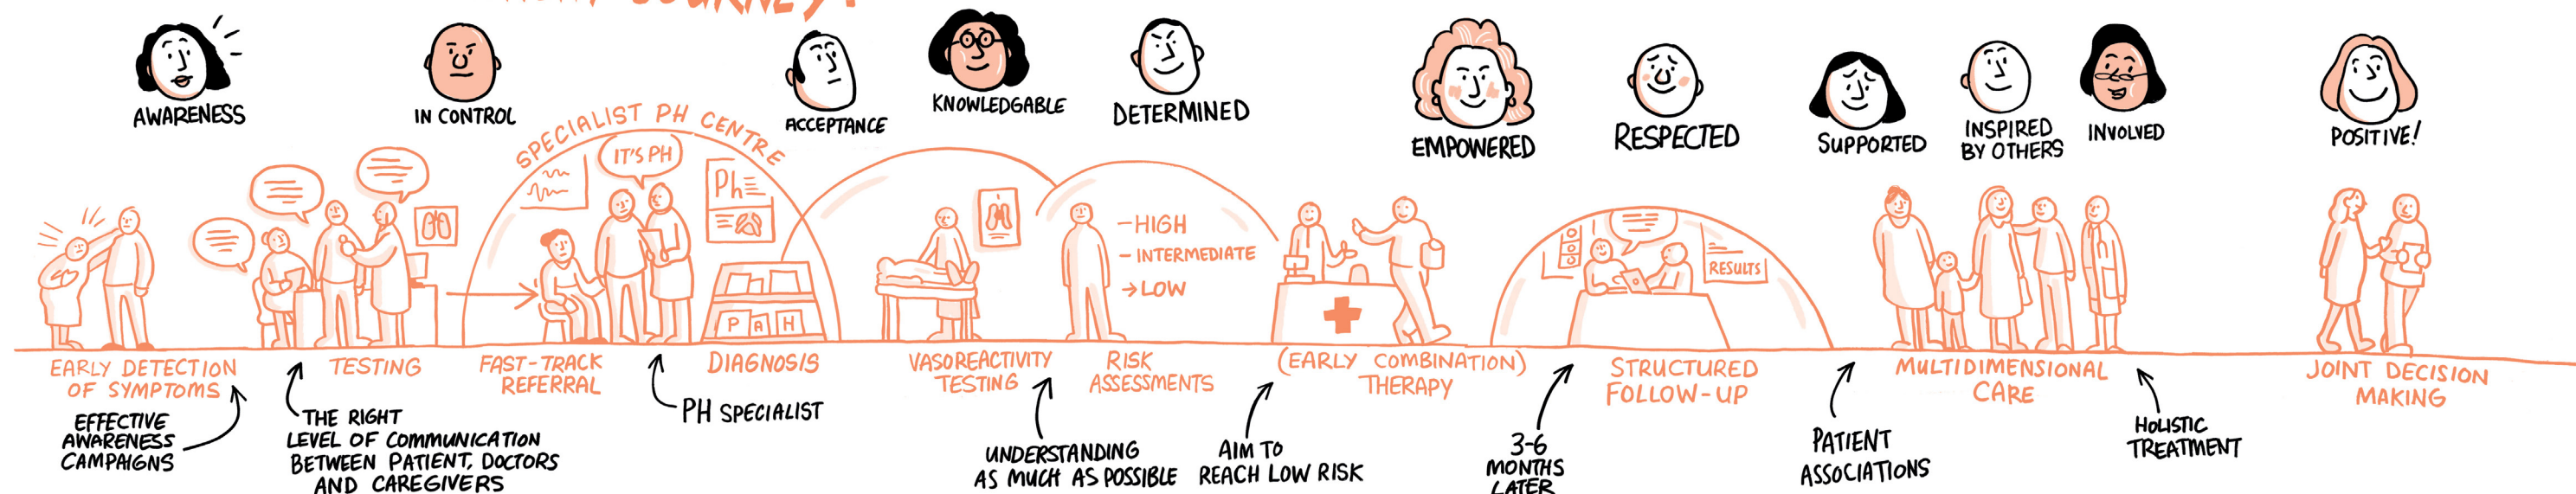 JOURNEY!
AWARENESS
IN CONTROL
ACCEPTANCE
KNOWLEDGABLE
DETERMINED
EMPOWERED
RESPECTED
SUPPORTED
INSPIRED
BY OTHERS
INVOLVED
POSITIVE!
SPECIALIST PH CENTRE
IT'S PH
Ph
PAH
-HIGH
- INTERMEDIATE
→LOW
RESULTS
EARLY DETECTION
OF SYMPTOMS
TESTING
FAST-TRACK
REFERRAL
DIAGNOSIS
VASOREACTIVITY
TESTING
RISK
ASSESSMENTS
(EARLY COMBINATION)
THERAPY
STRUCTURED
FOLLOW-UP
MULTIDIMENSIONAL
CARE
JOINT DECISION
MAKING
EFFECTIVE
AWARENESS
CAMPAIGNS
THE RIGHT
LEVEL OF COMMUNICATION
BETWEEN PATIENT, DOCTORS
AND CAREGIVERS
PH SPECIALIST
UNDERSTANDING
AS MUCH AS POSSIBLE
AIM TO
REACH LOW RISK
3-6
MONTHS
LATER
PATIENT
ASSOCIATIONS
HOLISTIC
TREATMENT